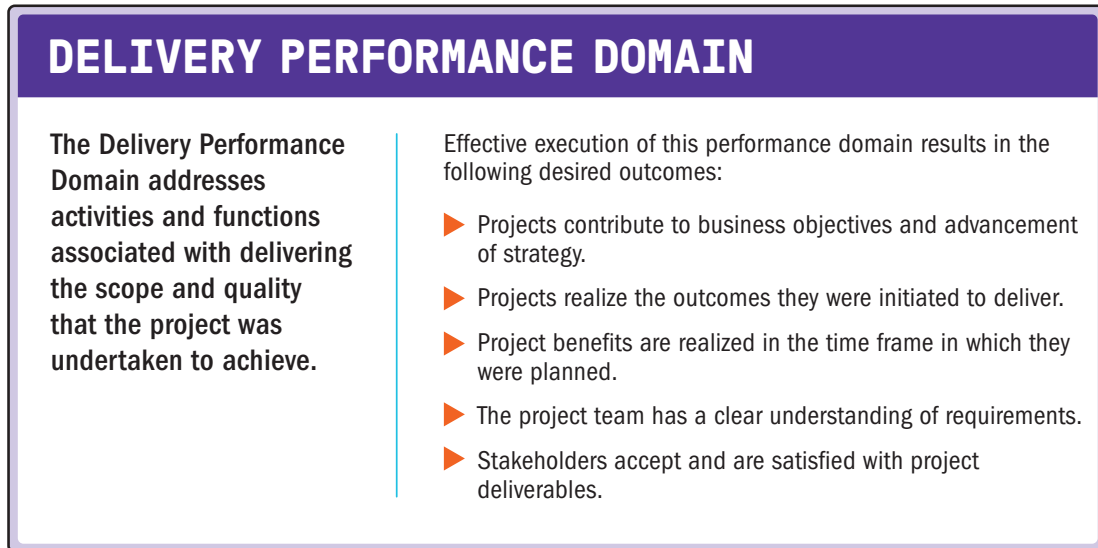 DELIVERY PERFORMANCE DOMAIN
The Delivery Performance
Domain addresses
activities and functions
associated with delivering
the scope and quality
that the project was
undertaken to achieve.
Effective execution of this performance domain results in the
following desired outcomes:
Projects contribute to business objectives and advancement
of strategy.
Projects realize the outcomes they were initiated to deliver.
Project benefits are realized in the time frame in which they
were planned.
The project team has a clear understanding of requirements.
Stakeholders accept and are satisfied with project
deliverables.